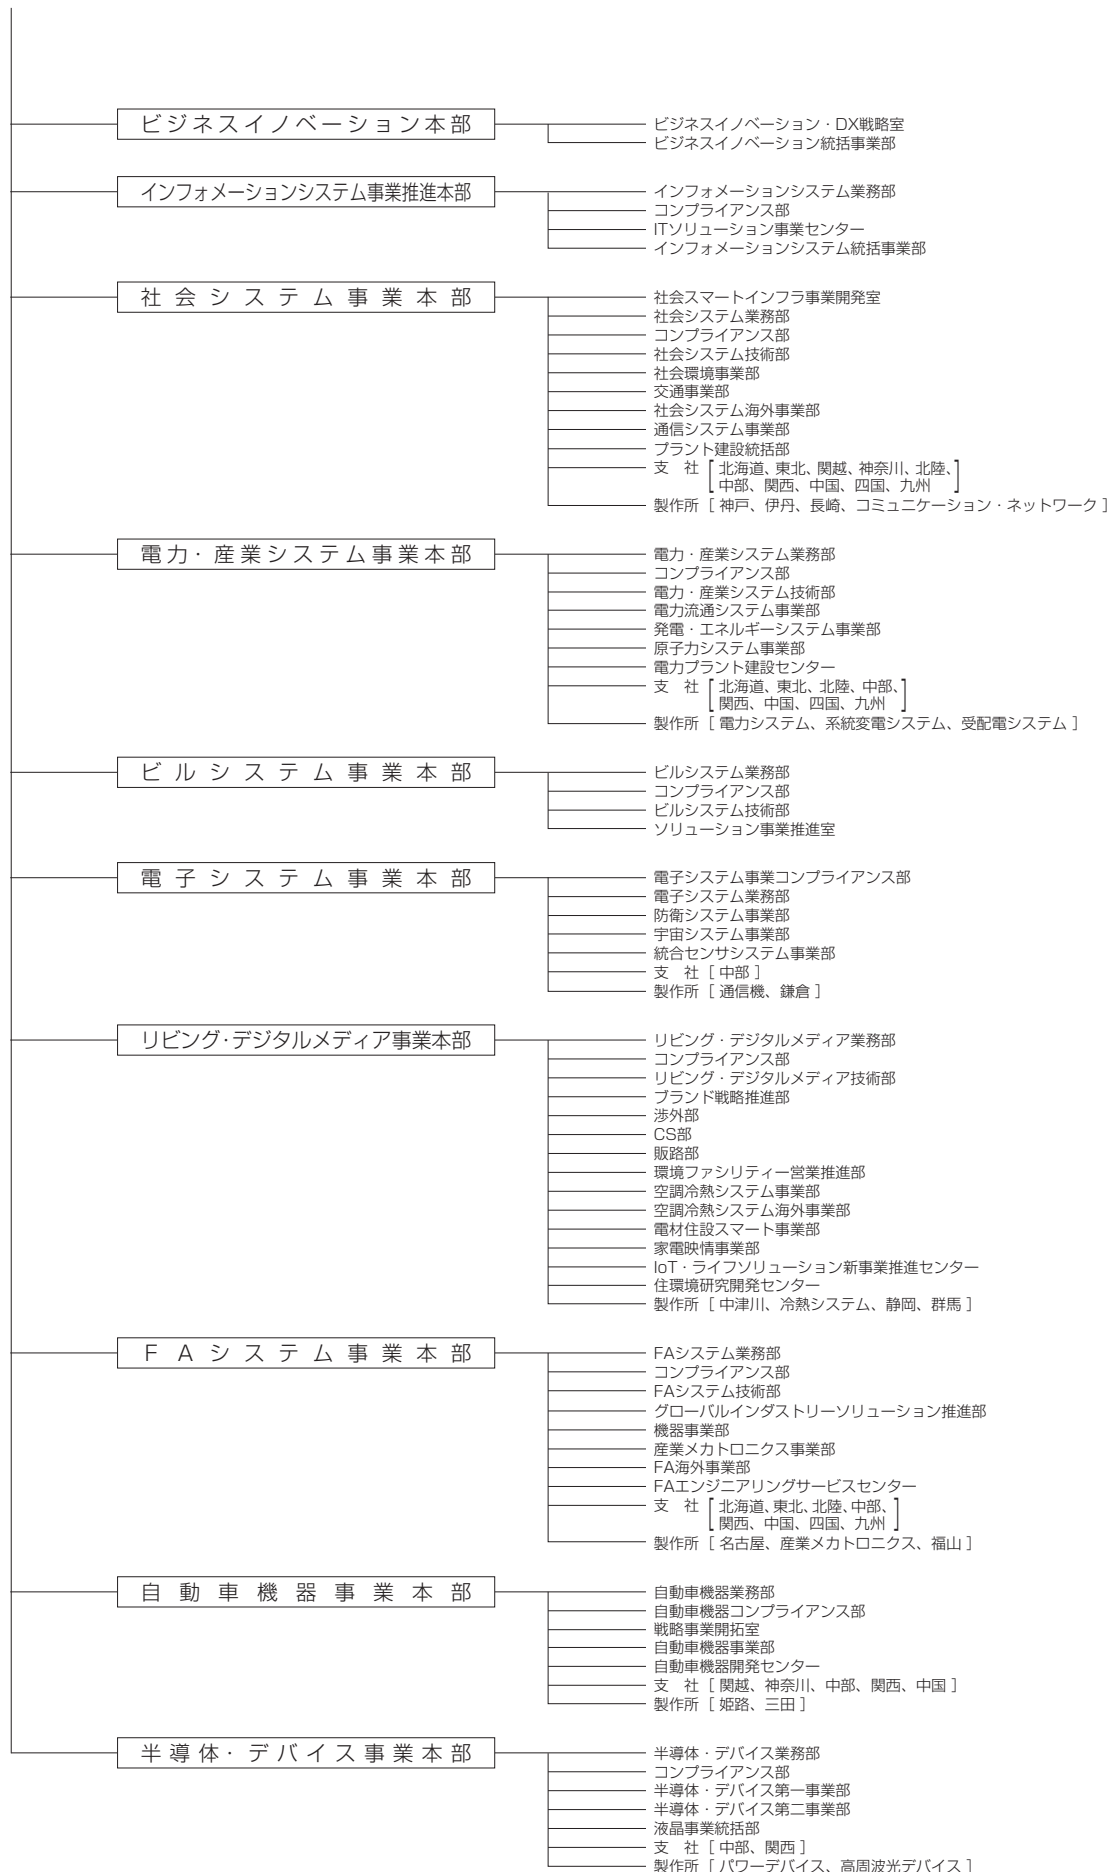 ビジネスイノベーション本部
ビジネスイノベーション・DX戦略室
ビジネスイノベーション統括事業部
インフォメーションシステム事業推進本部
インフォメーションシステム業務部
コンプライアンス部
ITソリューション事業センター
インフォメーションシステム統括事業部
社会システム事業本部
社会スマートインフラ事業開発室
社会システム業務部
コンプライアンス部
社会システム技術部
社会環境事業部
交通事業部
社会システム海外事業部
通信システム事業部
プラント建設統括部
支 社 [ 北海道、東北、関越、神奈川、北陸、
中部、関西、中国、四国、九州 ]
製作所 [ 神戸、伊丹、長崎、コミュニケーション・ネットワーク ]
電力・産業システム事業本部
電力・産業システム業務部
コンプライアンス部
電力・産業システム技術部
電力流通システム事業部
発電・エネルギーシステム事業部
原子力システム事業部
電力プラント建設センター
支 社 [ 北海道、東北、北陸、中部、
関西、中国、四国、九州 ]
製作所 [ 電力システム、系統変電システム、受配電システム ]
ビルシステム事業本部
ビルシステム業務部
コンプライアンス部
ビルシステム技術部
ソリューション事業推進室
電子システム事業本部
電子システム事業コンプライアンス部
電子システム業務部
防衛システム事業部
宇宙システム事業部
統合センサシステム事業部
支 社 [ 中部 ]
製作所 [ 通信機、鎌倉 ]
リビング・デジタルメディア事業本部
リビング・デジタルメディア業務部
コンプライアンス部
リビング・デジタルメディア技術部
ブランド戦略推進部
渉外部
CS部
販路部
環境ファシリティー営業推進部
空調冷熱システム事業部
空調冷熱システム海外事業部
電材住設スマート事業部
家電映情事業部
IoT・ライフソリューション新事業推進センター
住環境研究開発センター
製作所 [ 中津川、冷熱システム、静岡、群馬 ]
FAシステム事業本部
FAシステム業務部
コンプライアンス部
FAシステム技術部
グローバルインダストリーソリューション推進部
機器事業部
産業メカトロニクス事業部
FA海外事業部
FAエンジニアリングサービスセンター
支 社 [ 北海道、東北、北陸、中部、
関西、中国、四国、九州 ]
製作所 [ 名古屋、産業メカトロニクス、福山 ]
自動車機器事業本部
自動車機器業務部
自動車機器コンプライアンス部
戦略事業開拓室
自動車機器事業部
自動車機器開発センター
支 社 [ 関越、神奈川、中部、関西、中国 ]
製作所 [ 姫路、三田 ]
半導体・デバイス事業本部
半導体・デバイス業務部
コンプライアンス部
半導体・デバイス第一事業部
半導体・デバイス第二事業部
液晶事業統括部
支 社 [ 中部、関西 ]
製作所 [ パワーデバイス、高周波光デバイス ]